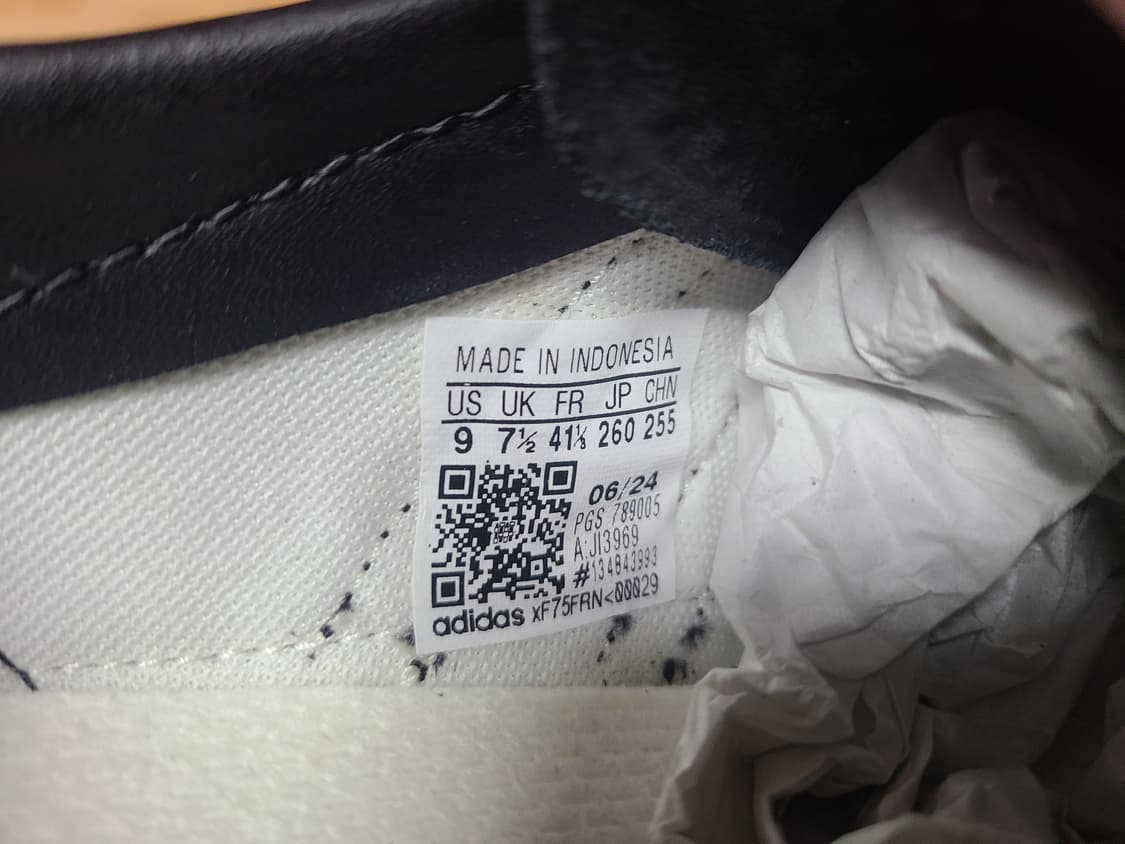 MADE IN INDONESIA
US UK FR JP CHN
9 7½ 41⅓ 260 255
06/24
PGS 789005
A:JI3969
#134843993
adidas xF75FRN<00029